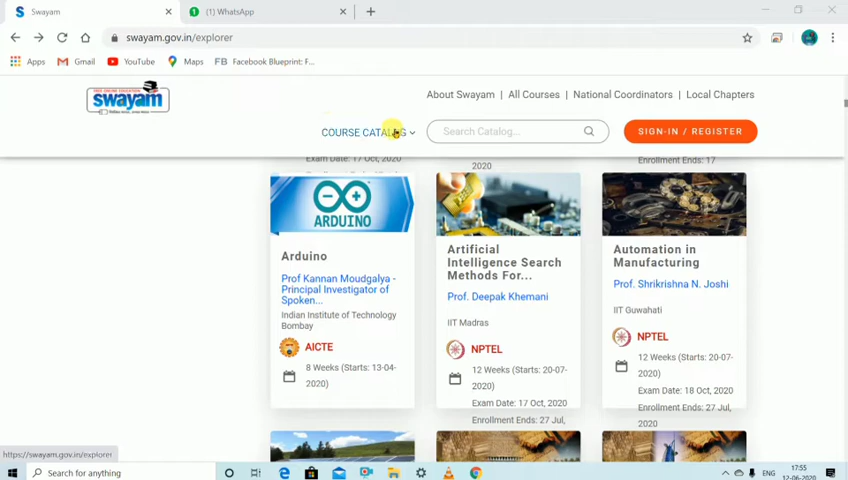 Swayam
(1) WhatsApp
swayam.gov.in/explorer
Apps
Gmail
YouTube
Maps
FB Facebook Blueprint: F...
swayam
About Swayam | All Courses | National Coordinators | Local Chapters
COURSE CATALOG
Search Catalog...
SIGN-IN / REGISTER
Exam Date: 17 Oct, 2020
2020
Enrollment Ends: 17
ARDUINO
Arduino
Prof Kannan Moudgalya -
Principal Investigator of
Spoken...
Indian Institute of Technology
Bombay
AICTE
8 Weeks (Starts: 13-04-
2020)
Artificial
Intelligence Search
Methods For...
Prof. Deepak Khemani
IIT Madras
NPTEL
12 Weeks (Starts: 20-07-
2020)
Exam Date: 17 Oct, 2020
Enrollment Ends: 27 Jul,
Automation in
Manufacturing
Prof. Shrikrishna N. Joshi
IIT Guwahati
NPTEL
12 Weeks (Starts: 20-07-
2020)
Exam Date: 18 Oct, 2020
Enrollment Ends: 27 Jul,
2020
https://swayam.gov.in/explorer
Search for anything
ENG
17:55
12-06-2020